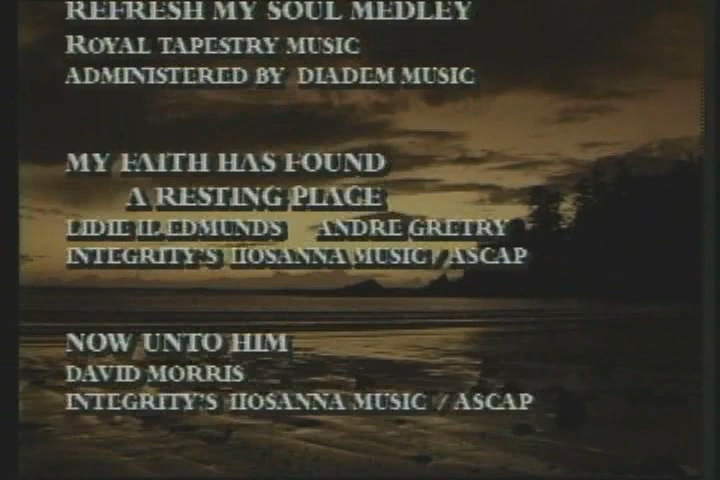 REFRESH MY SOUL MEDLEY
ROYAL TAPESTRY MUSIC
ADMINISTERED BY DIADEM MUSIC
MY FAITH HAS FOUND
A RESTING PLACE
LIDIE H. EDMUNDS ANDRE GRETRY
INTEGRITY'S HOSANNA MUSIC / ASCAP
NOW UNTO HIM
DAVID MORRIS
INTEGRITY'S HOSANNA MUSIC / ASCAP